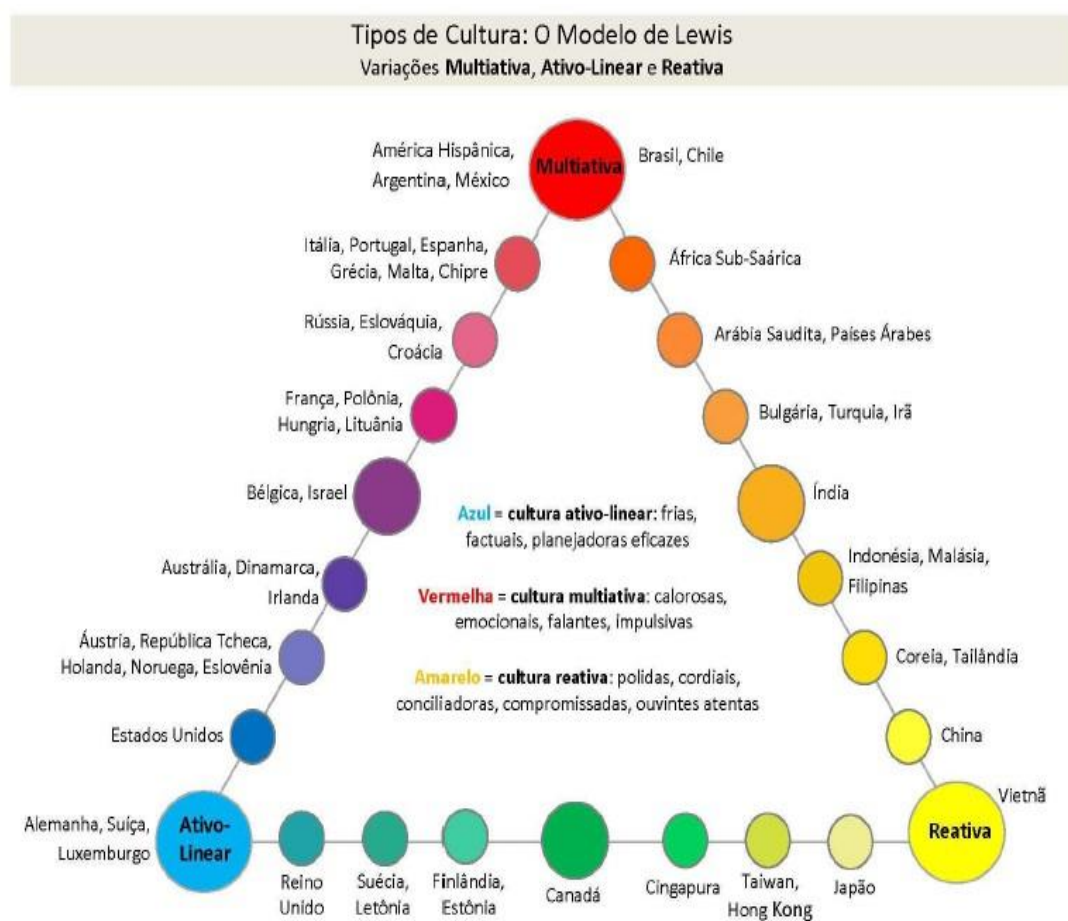 Tipos de Cultura: O Modelo de Lewis
Variações Multiativa, Ativo-Linear e Reativa
América Hispânica,
Argentina, México
Multiativa
Brasil, Chile
Itália, Portugal, Espanha,
Grécia, Malta, Chipre
África Sub-Saárica
Rússia, Eslováquia,
Croácia
Arábia Saudita, Países Árabes
França, Polônia,
Hungria, Lituânia
Bulgária, Turquia, Irã
Bélgica, Israel
Índia
Azul = cultura ativo-linear: frias,
factuais, planejadoras eficazes
Austrália, Dinamarca,
Irlanda
Indonésia, Malásia,
Filipinas
Vermelha = cultura multiativa: calorosas,
emocionais, falantes, impulsivas
Áustria, República Tcheca,
Holanda, Noruega, Eslovênia
Coreia, Tailândia
Amarelo = cultura reativa: polidas, cordiais,
conciliadoras, compromissadas, ouvintes atentas
Estados Unidos
China
Alemanha, Suíça,
Luxemburgo
Ativo-
Linear
Reativa
Vietnã
Reino
Unido
Suécia,
Letônia
Finlândia,
Estônia
Canadá
Cingapura
Taiwan,
Hong Kong
Japão